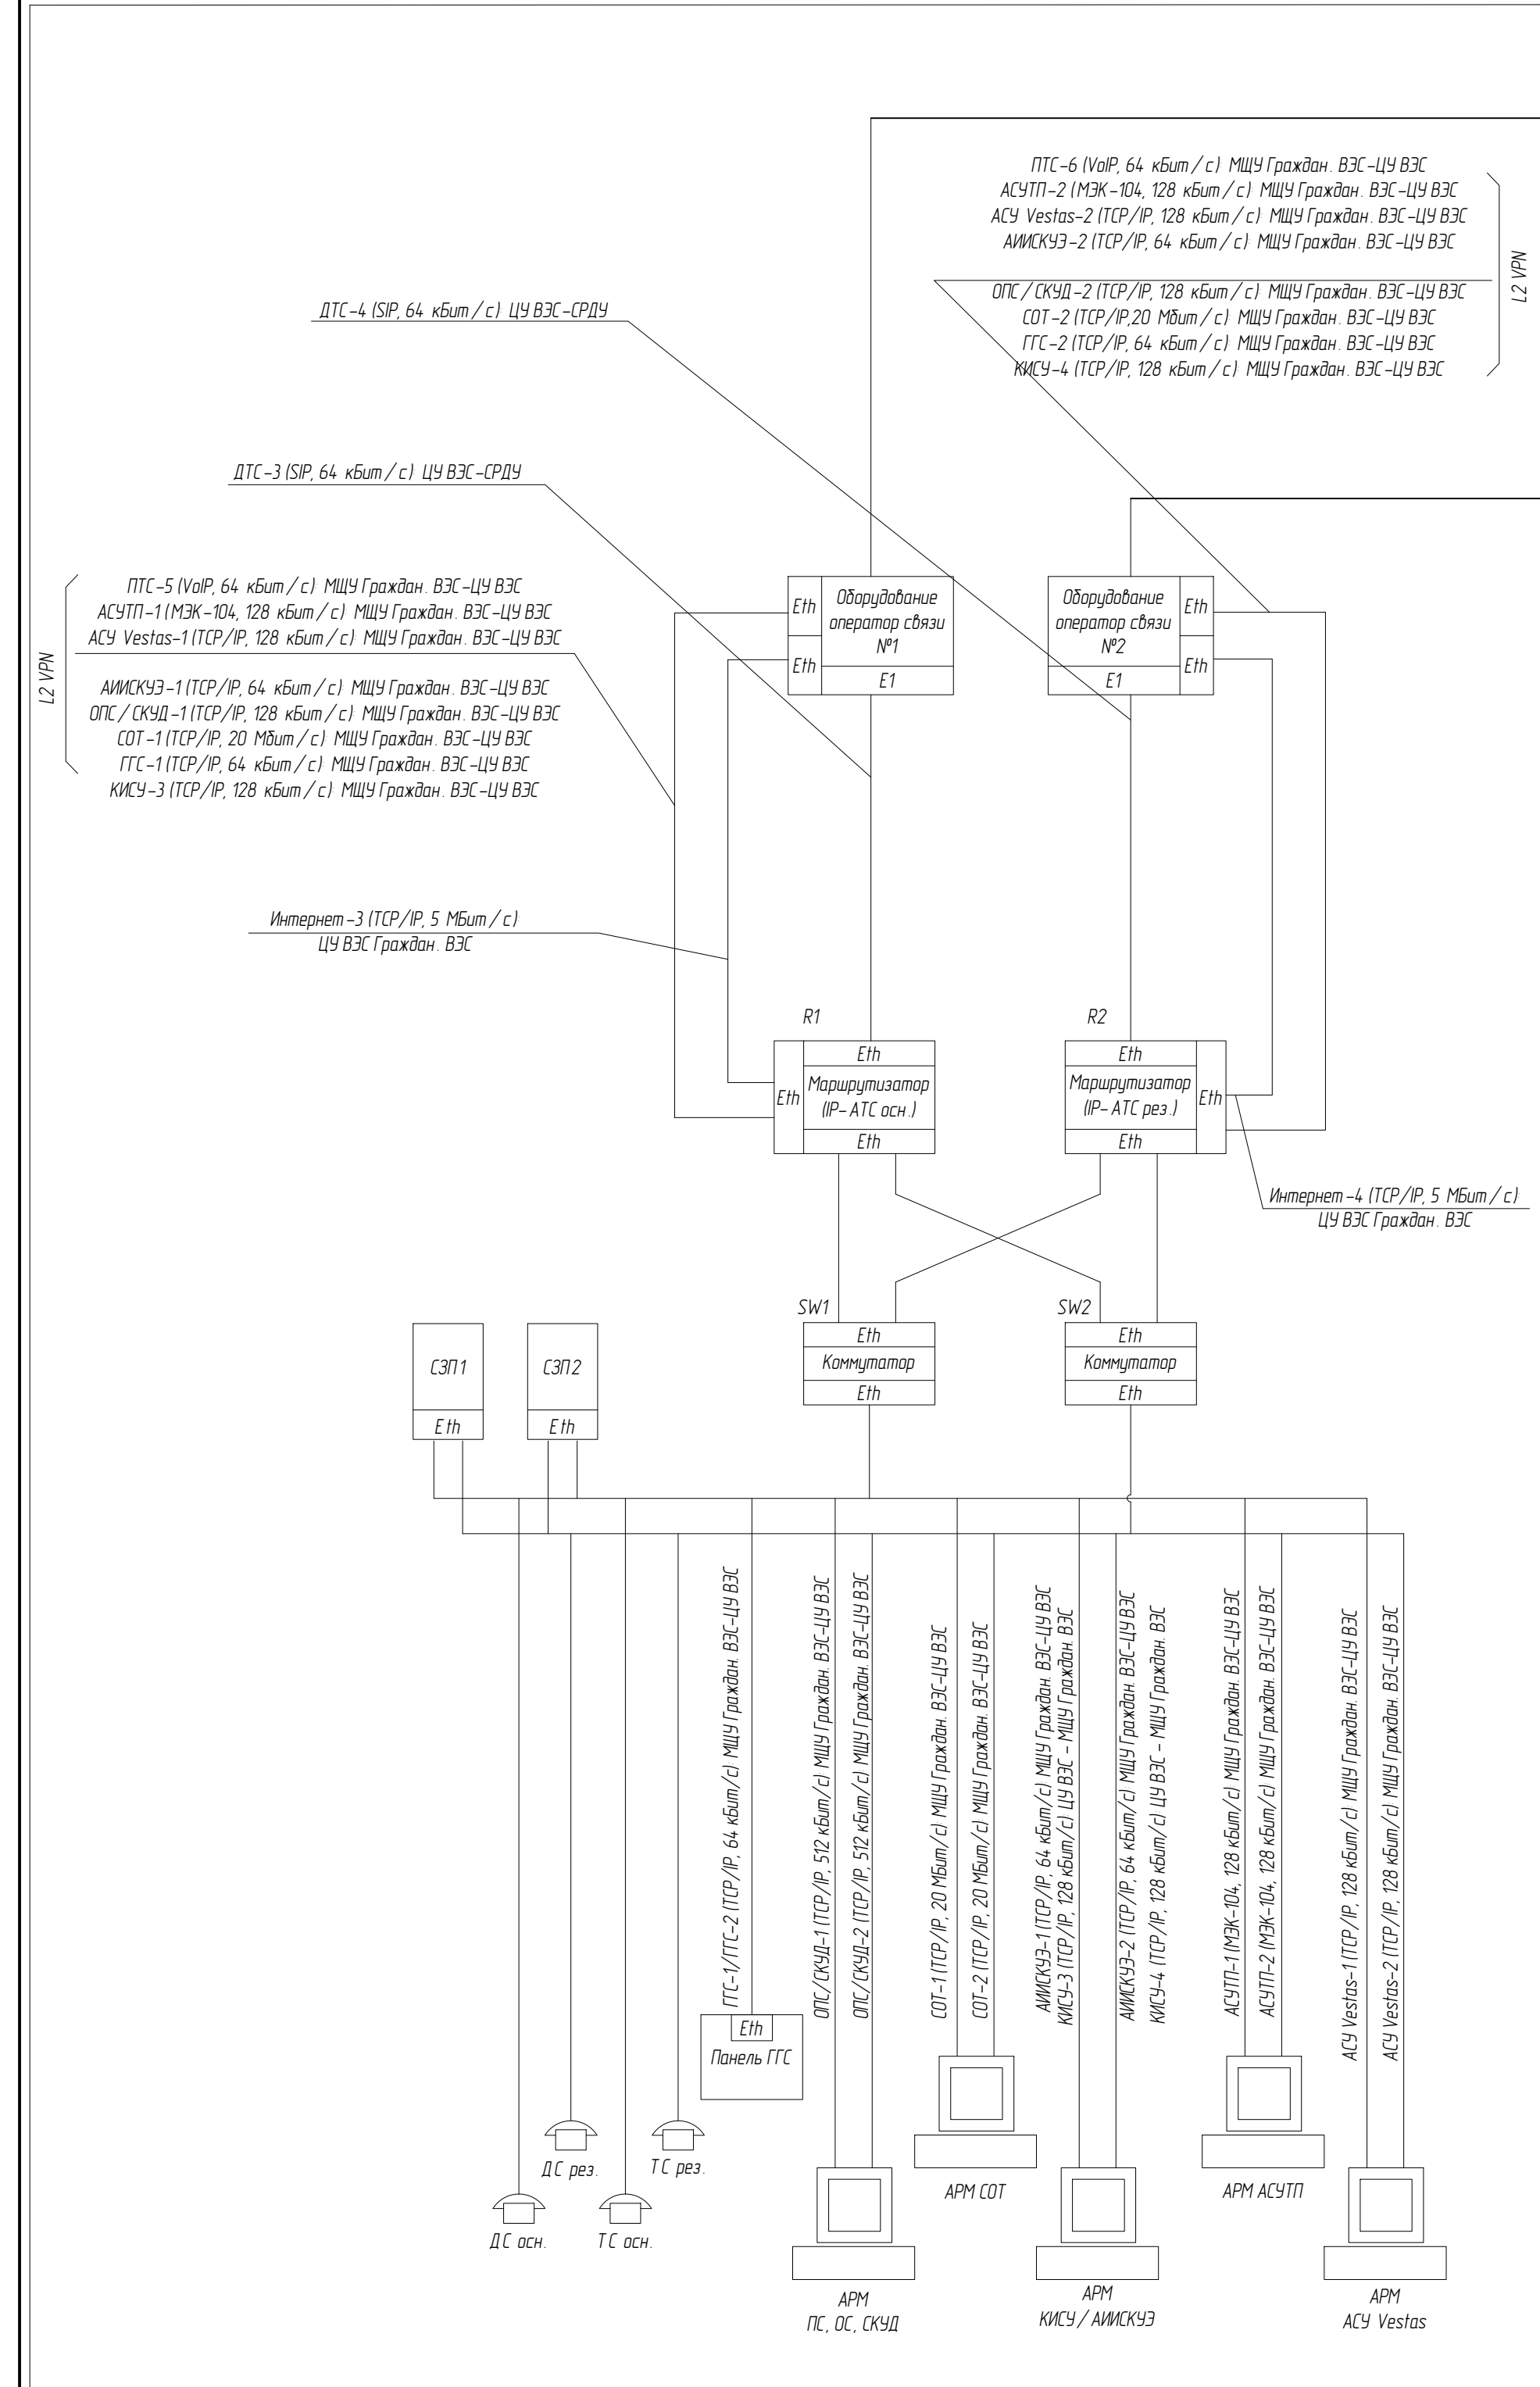 ПТС-6 (VoIP, 64 кБит/с): МЩУ Граждан. ВЭС-ЦУ ВЭС
АСУТП-2 (МЭК-104, 128 кБит/с): МЩУ Граждан. ВЭС-ЦУ ВЭС
АСУ Vestas-2 (TCP/IP, 128 кБит/с): МЩУ Граждан. ВЭС-ЦУ ВЭС
АИИСКУЭ-2 (TCP/IP, 64 кБит/с): МЩУ Граждан. ВЭС-ЦУ ВЭС
ОПС/СКУД-2 (TCP/IP, 128 кБит/с): МЩУ Граждан. ВЭС-ЦУ ВЭС
СОТ-2 (TCP/IP,20 Мбит/с): МЩУ Граждан. ВЭС-ЦУ ВЭС
ГГС-2 (TCP/IP, 64 кБит/с): МЩУ Граждан. ВЭС-ЦУ ВЭС
КИСУ-4 (TCP/IP, 128 кБит/с): МЩУ Граждан. ВЭС-ЦУ ВЭС
L2 VPN
ДТС-4 (SIP, 64 кБит/с): ЦУ ВЭС-СРДУ
ДТС-3 (SIP, 64 кБит/с): ЦУ ВЭС-СРДУ
L2 VPN
ПТС-5 (VoIP, 64 кБит/с): МЩУ Граждан. ВЭС-ЦУ ВЭС
АСУТП-1 (МЭК-104, 128 кБит/с): МЩУ Граждан. ВЭС-ЦУ ВЭС
АСУ Vestas-1 (TCP/IP, 128 кБит/с): МЩУ Граждан. ВЭС-ЦУ ВЭС
АИИСКУЭ-1 (TCP/IP, 64 кБит/с): МЩУ Граждан. ВЭС-ЦУ ВЭС
ОПС/СКУД-1 (TCP/IP, 128 кБит/с): МЩУ Граждан. ВЭС-ЦУ ВЭС
СОТ-1 (TCP/IP, 20 Мбит/с): МЩУ Граждан. ВЭС-ЦУ ВЭС
ГГС-1 (TCP/IP, 64 кБит/с): МЩУ Граждан. ВЭС-ЦУ ВЭС
КИСУ-3 (TCP/IP, 128 кБит/с): МЩУ Граждан. ВЭС-ЦУ ВЭС
Eth
Eth
Оборудование
оператор связи
№1
E1
Оборудование
оператор связи
№2
E1
Eth
Eth
Интернет-3 (TCP/IP, 5 МБит/с):
ЦУ ВЭС Граждан. ВЭС
R1
Eth
Eth
Маршрутизатор
(IP-АТС осн.)
Eth
R2
Eth
Маршрутизатор
(IP-АТС рез.)
Eth
Eth
Интернет-4 (TCP/IP, 5 МБит/с):
ЦУ ВЭС Граждан. ВЭС
SW1
Eth
Коммутатор
Eth
SW2
Eth
Коммутатор
Eth
СЗП1
Eth
СЗП2
Eth
ГГС-1/ГГС-2 (TCP/IP, 64 кБит/с) МЩУ Граждан. ВЭС-ЦУ ВЭС
ОПС/СКУД-1 (TCP/IP, 512 кБит/с) МЩУ Граждан. ВЭС-ЦУ ВЭС
ОПС/СКУД-2 (TCP/IP, 512 кБит/с) МЩУ Граждан. ВЭС-ЦУ ВЭС
СОТ-1 (TCP/IP, 20 МБит/с) МЩУ Граждан. ВЭС-ЦУ ВЭС
СОТ-2 (TCP/IP, 20 МБит/с) МЩУ Граждан. ВЭС-ЦУ ВЭС
АИИСКУЭ-1 (TCP/IP, 64 кБит/с) МЩУ Граждан. ВЭС-ЦУ ВЭС
КИСУ-3 (TCP/IP, 128 кБит/с) ЦУ ВЭС - МЩУ Граждан. ВЭС
АИИСКУЭ-2 (TCP/IP, 64 кБит/с) МЩУ Граждан. ВЭС-ЦУ ВЭС
КИСУ-4 (TCP/IP, 128 кБит/с): ЦУ ВЭС - МЩУ Граждан. ВЭС
АСУТП-1 (МЭК-104, 128 кБит/с) МЩУ Граждан. ВЭС-ЦУ ВЭС
АСУТП-2 (МЭК-104, 128 кБит/с) МЩУ Граждан. ВЭС-ЦУ ВЭС
АСУ Vestas-1 (TCP/IP, 128 кБит/с) МЩУ Граждан. ВЭС-ЦУ ВЭС
АСУ Vestas-2 (TCP/IP, 128 кБит/с) МЩУ Граждан. ВЭС-ЦУ ВЭС
Eth
Панель ГГС
ДС рез.
ТС рез.
ДС осн.
ТС осн.
АРМ СОТ
АРМ АСУТП
АРМ
ПС, ОС, СКУД
АРМ
КИСУ/АИИСКУЭ
АРМ
АСУ Vestas